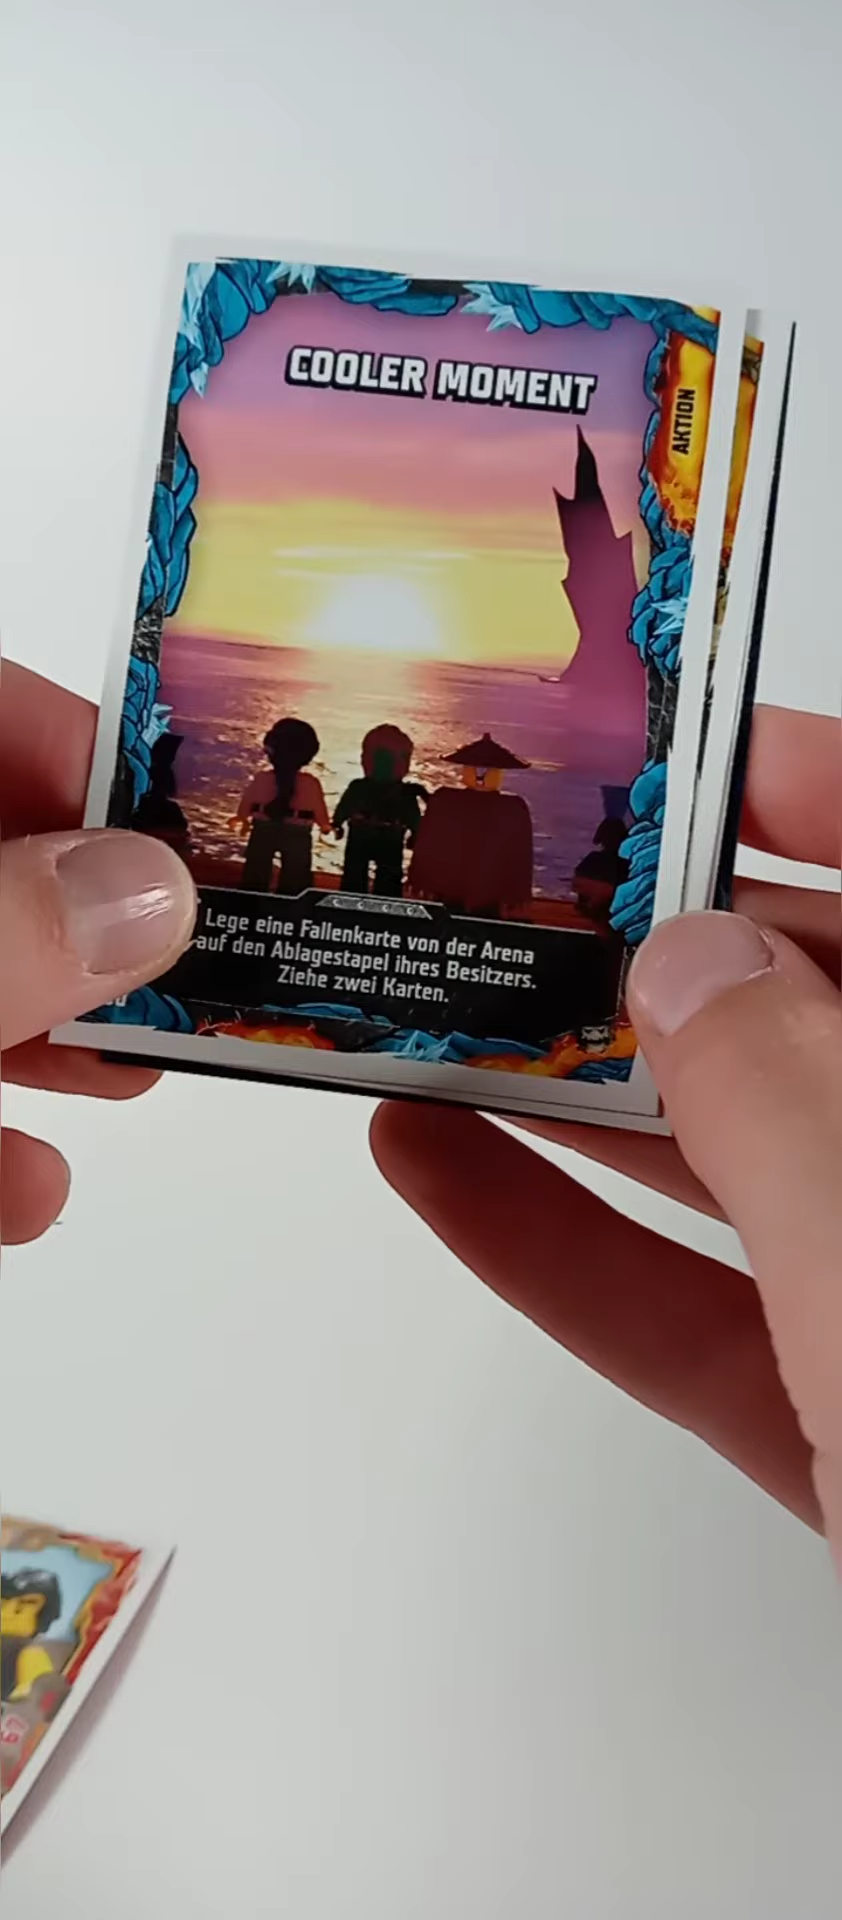 COOLER MOMENT
AKTION
Lege eine Fallenkarte von der Arena
auf den Ablagestapel ihres Besitzers.
Ziehe zwei Karten.